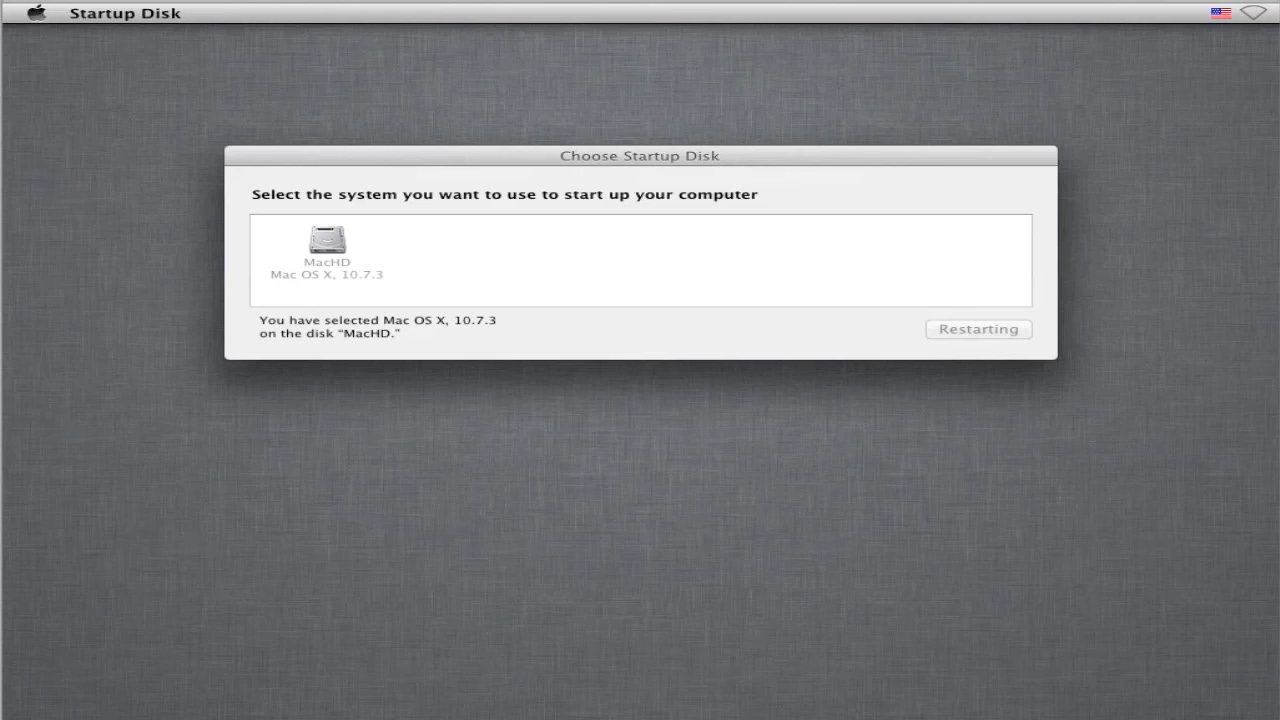 Startup Disk
Choose Startup Disk
Select the system you want to use to start up your computer
MacHD
Mac OS X, 10.7.3
You have selected Mac OS X, 10.7.3
on the disk “MacHD.”
Restarting